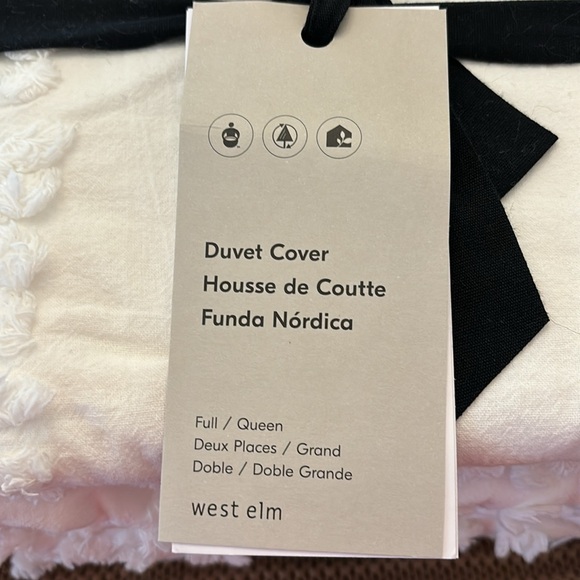 Duvet Cover
Housse de Coutte
Funda Nórdica
Full / Queen
Deux Places / Grand
Doble / Doble Grande
west elm